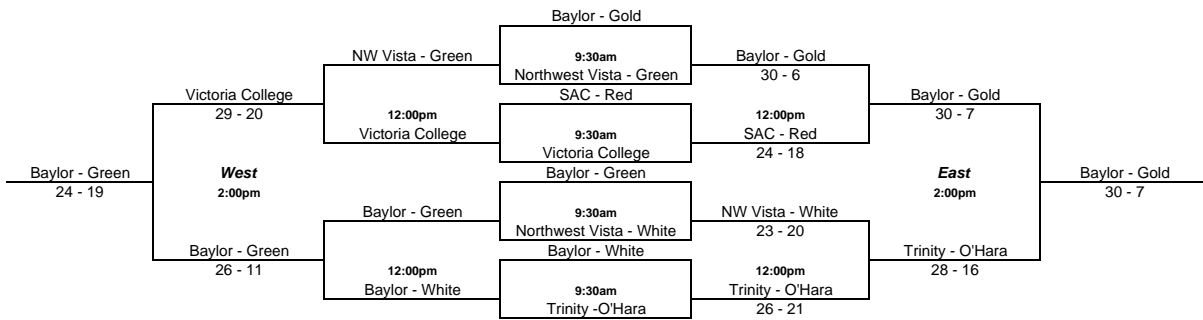 Baylor - Gold
NW Vista - Green 9:30am Baylor - Gold
Northwest Vista - Green 30 - 6
Victoria College SAC - Red Baylor - Gold
29 - 20 12:00pm 12:00pm 30 - 7
Victoria College 9:30am SAC - Red
Victoria College 24 - 18
Baylor - Green West Baylor - Green East Baylor - Gold
24 - 19 2:00pm 2:00pm 30 - 7
Baylor - Green 9:30am NW Vista - White
Northwest Vista - White 23 - 20
Baylor - Green Baylor - White Trinity - O'Hara
26 - 11 12:00pm 12:00pm 28 - 16
Baylor - White 9:30am Trinity - O'Hara
Trinity -O'Hara 26 - 21